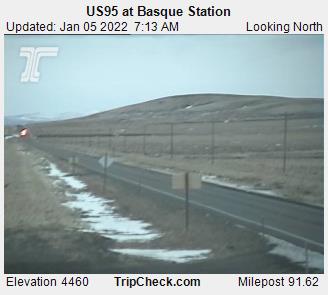 US95 at Basque Station
Updated: Jan 05 2022 7:13 AM Looking North
Elevation 4460 TripCheck.com Milepost 91.62